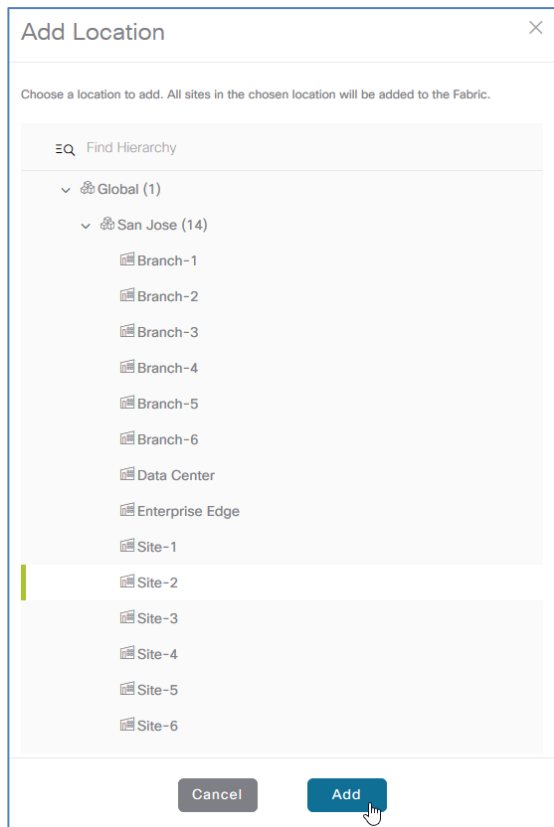 Add Location
Choose a location to add. All sites in the chosen location will be added to the Fabric.
Find Hierarchy
Global (1)
San Jose (14)
Branch-1
Branch-2
Branch-3
Branch-4
Branch-5
Branch-6
Data Center
Enterprise Edge
Site-1
Site-2
Site-3
Site-4
Site-5
Site-6
Cancel Add